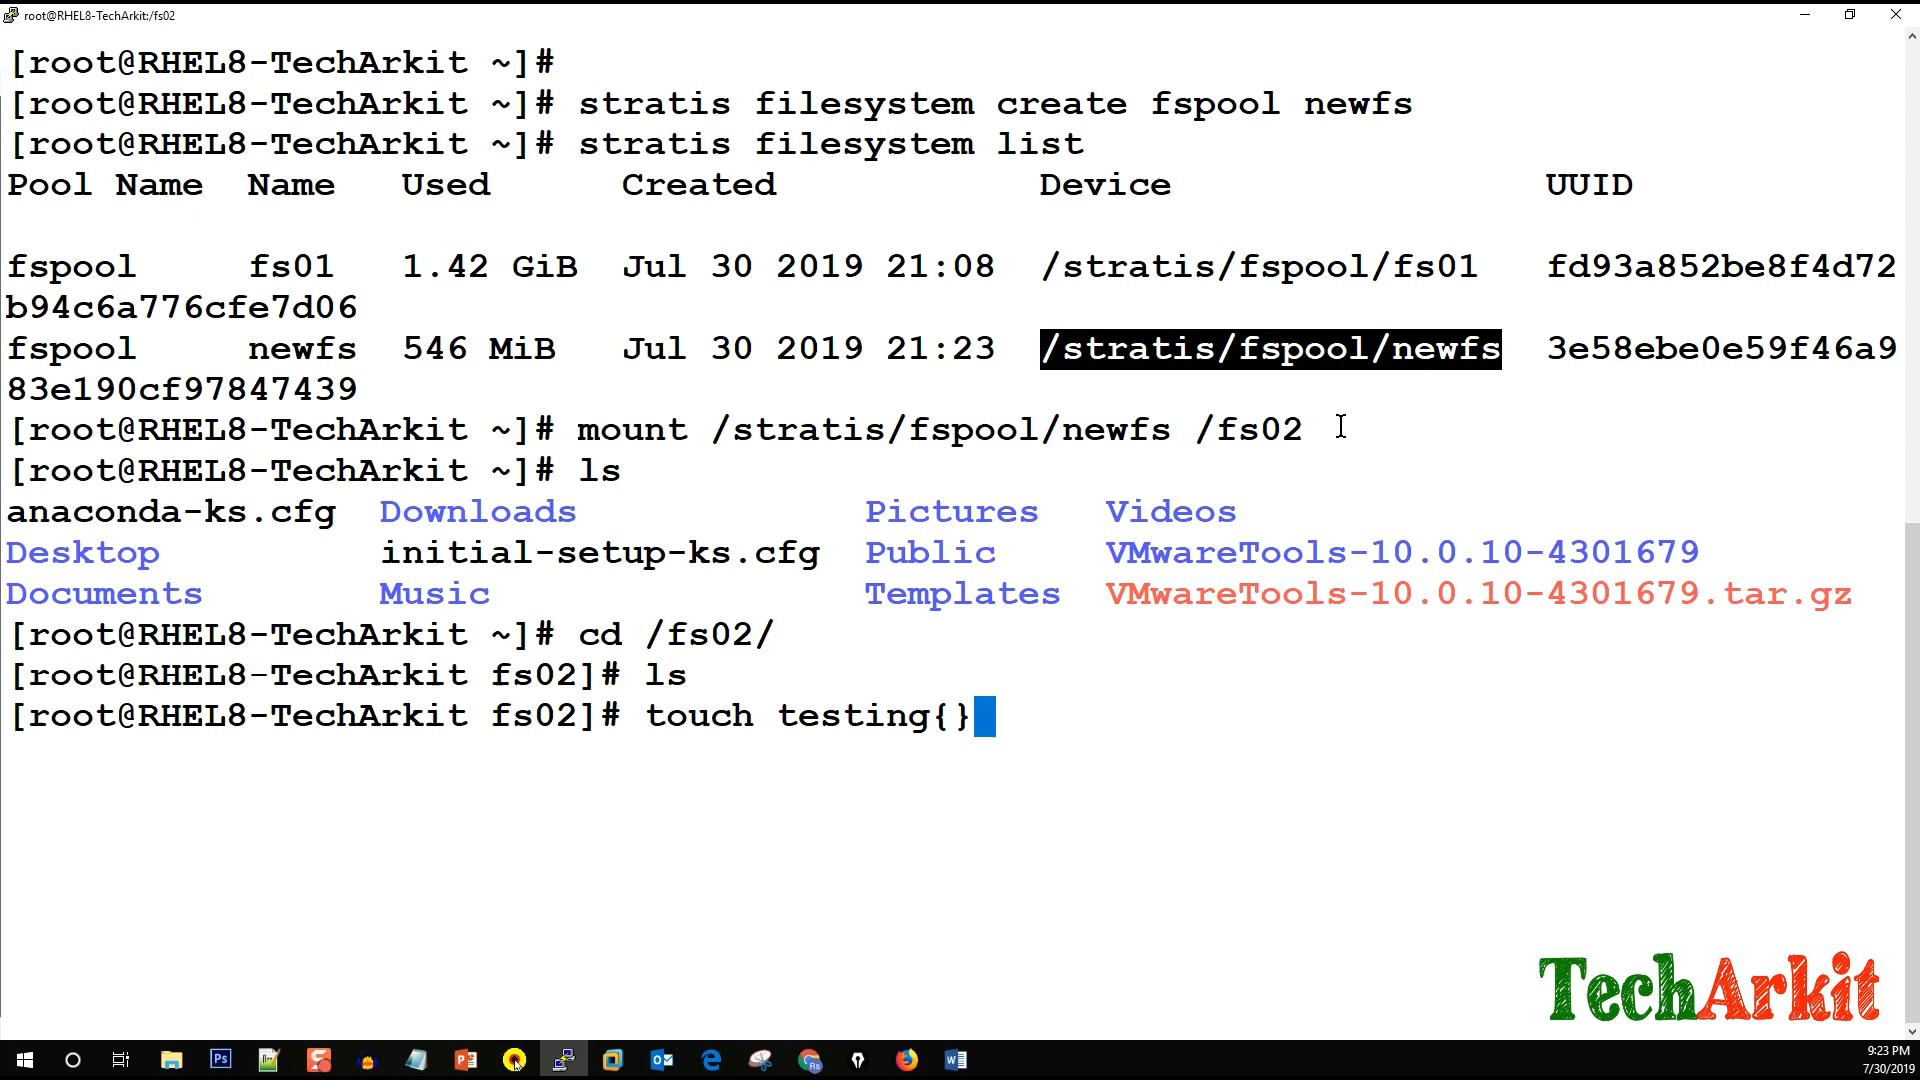 root@RHEL8-TechArkit:/fs02
[root@RHEL8-TechArkit ~]#
[root@RHEL8-TechArkit ~]# stratis filesystem create fspool newfs
[root@RHEL8-TechArkit ~]# stratis filesystem list
Pool Name  Name   Used      Created            Device                 UUID
fspool     fs01   1.42 GiB  Jul 30 2019 21:08  /stratis/fspool/fs01   fd93a852be8f4d72
b94c6a776cfe7d06
fspool     newfs  546 MiB   Jul 30 2019 21:23  /stratis/fspool/newfs  3e58ebe0e59f46a9
83e190cf97847439
[root@RHEL8-TechArkit ~]# mount /stratis/fspool/newfs /fs02
[root@RHEL8-TechArkit ~]# ls
anaconda-ks.cfg  Downloads             Pictures   Videos
Desktop          initial-setup-ks.cfg  Public     VMwareTools-10.0.10-4301679
Documents        Music                 Templates  VMwareTools-10.0.10-4301679.tar.gz
[root@RHEL8-TechArkit ~]# cd /fs02/
[root@RHEL8-TechArkit fs02]# ls
[root@RHEL8-TechArkit fs02]# touch testing{}
TechArkit
Ps
Rs
9:23 PM
7/30/2019